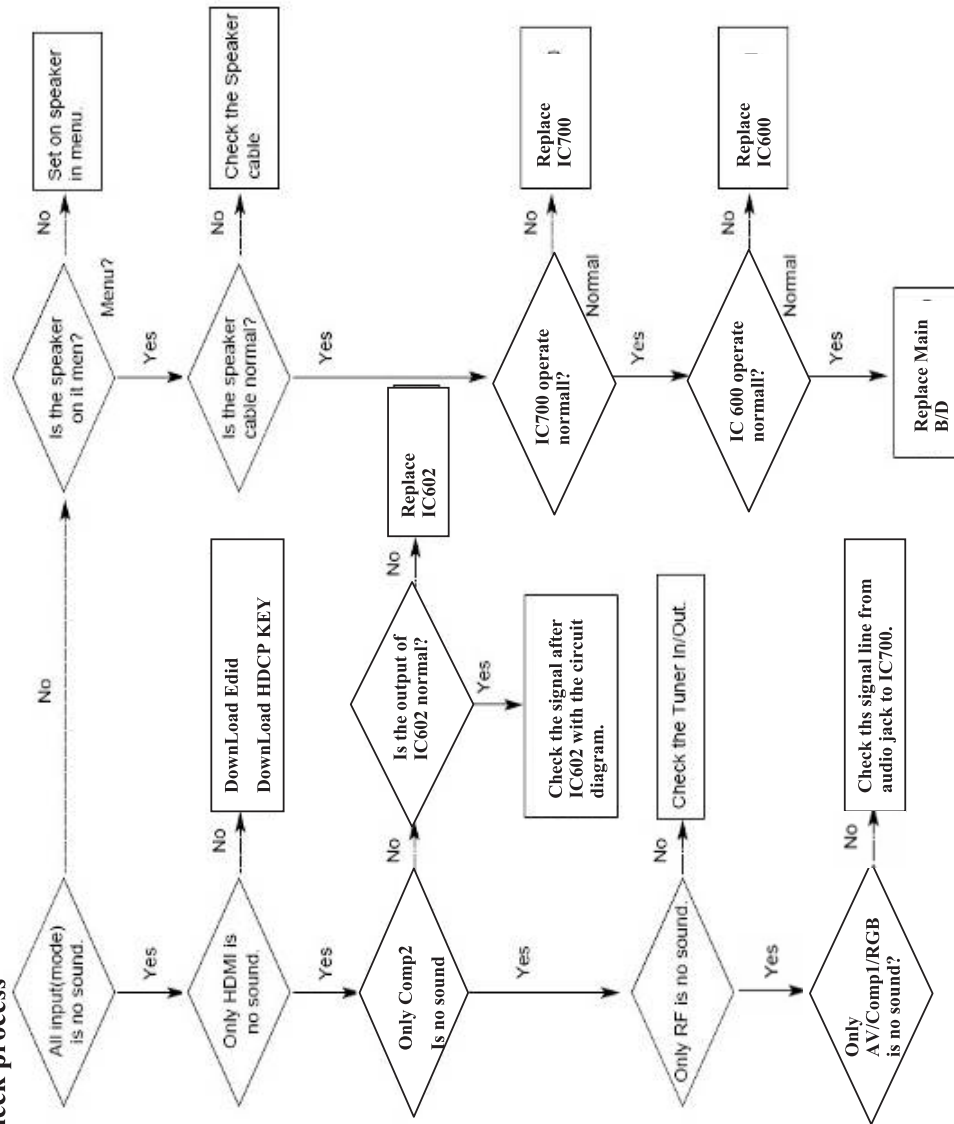 eck process
All input(mode)
is no sound.
No
Is the speaker
on it men?
Menu?
No
Set on speaker
in menu.
Yes
Yes
Only HDMI is
no sound.
No
DownLoad Edid
DownLoad HDCP KEY
Is the speaker
cable normal?
No
Check the Speaker
cable
Yes
Yes
Only Comp2
Is no sound
No
Is the output of
IC602 normal?
No
Replace
IC602
Yes
Check the signal after
IC602 with the circuit
diagram.
IC700 operate
normall?
Normal
No
Replace
IC700
Yes
Yes
Only RF is no sound.
No
Check the Tuner In/Out.
IC 600 operate
normall?
Normal
No
Replace
IC600
Yes
Yes
Only
AV/Comp1/RGB
is no sound?
No
Check ths signal line from
audio jack to IC700.
Replace Main
B/D